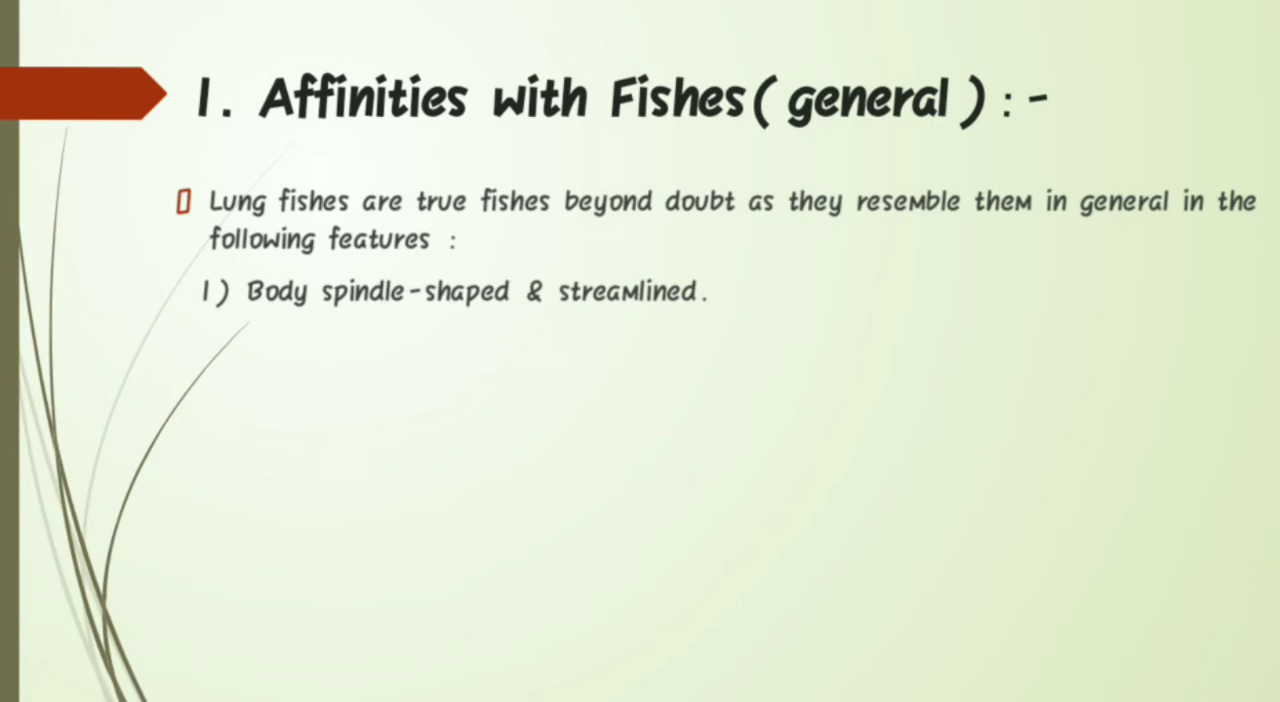 1. Affinities with Fishes( general ) : -
Lung fishes are true fishes beyond doubt as they resemble them in general in the
following features :
1 ) Body spindle-shaped & streamlined.